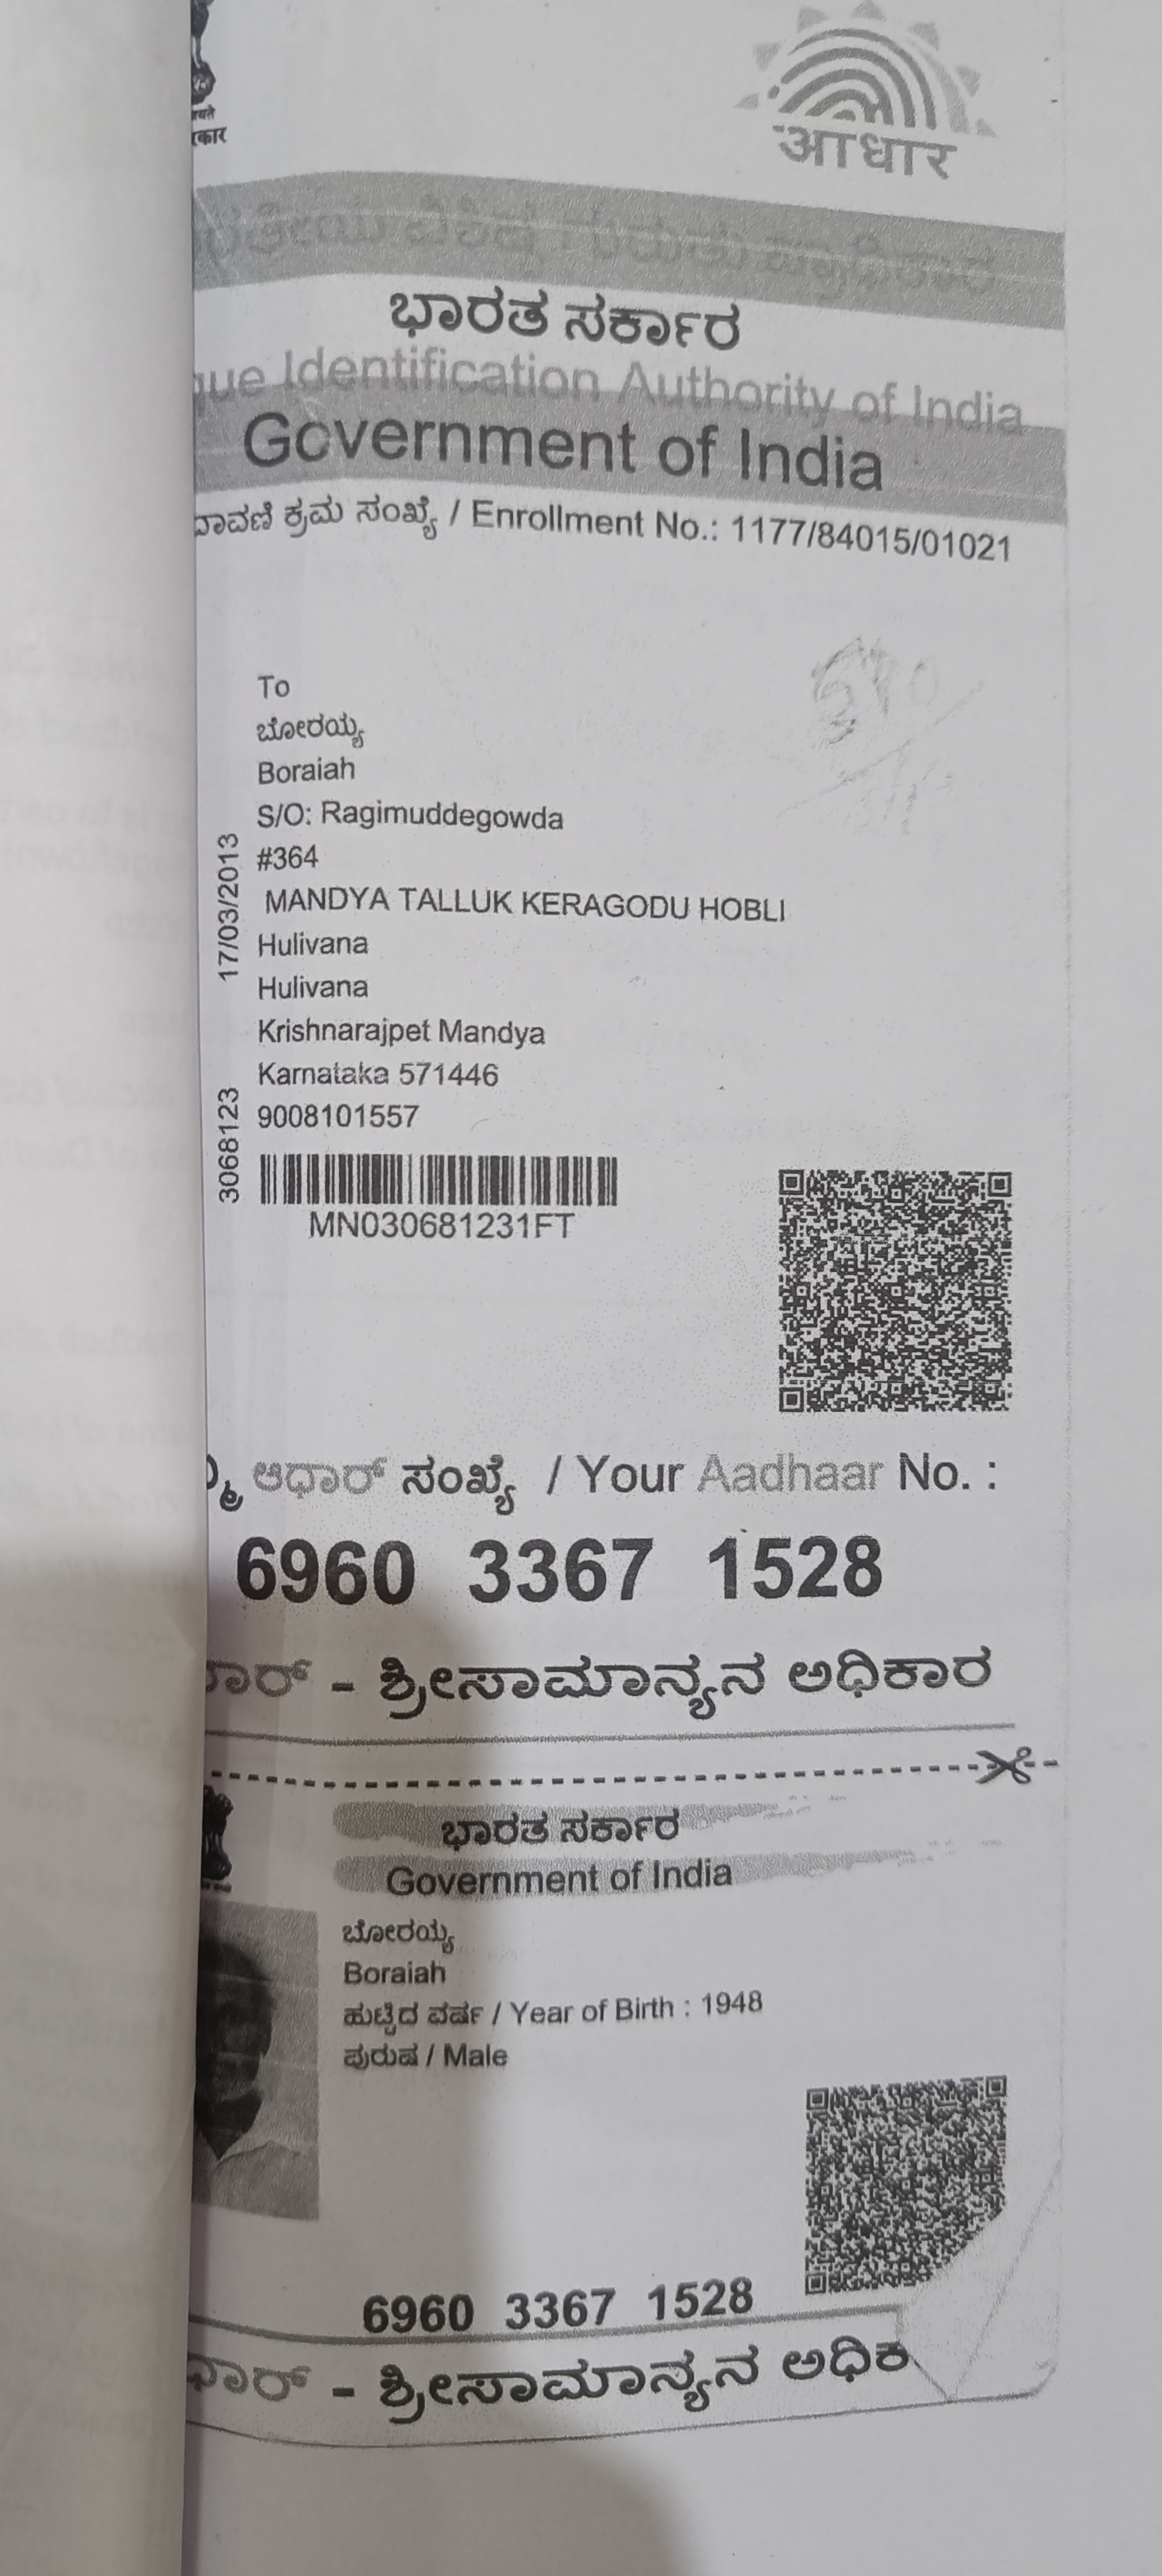 आधार
ಭಾರತ ಸರ್ಕಾರ
Identification Authority of India
Government of India
ಕ್ರಮ ಸಂಖ್ಯೆ / Enrollment No.: 1177/84015/01021
To
ಬೋರಯ್ಯ
Boraiah
S/O: Ragimuddegowda
#364
MANDYA TALLUK KERAGODU HOBLI
Hulivana
Hulivana
Krishnarajpet Mandya
Karnataka 571446
9008101557
17/03/2013
3068123
MN030681231FT
ಆಧಾರ್ ಸಂಖ್ಯೆ / Your Aadhaar No. :
6960 3367 1528
- ಶ್ರೀಸಾಮಾನ್ಯನ ಅಧಿಕಾರ
ಭಾರತ ಸರ್ಕಾರ
Government of India
ಬೋರಯ್ಯ
Boraiah
ಹುಟ್ಟಿದ ವರ್ಷ / Year of Birth : 1948
ಪುರುಷ / Male
6960 3367 1528
- ಶ್ರೀಸಾಮಾನ್ಯನ ಅಧಿಕ